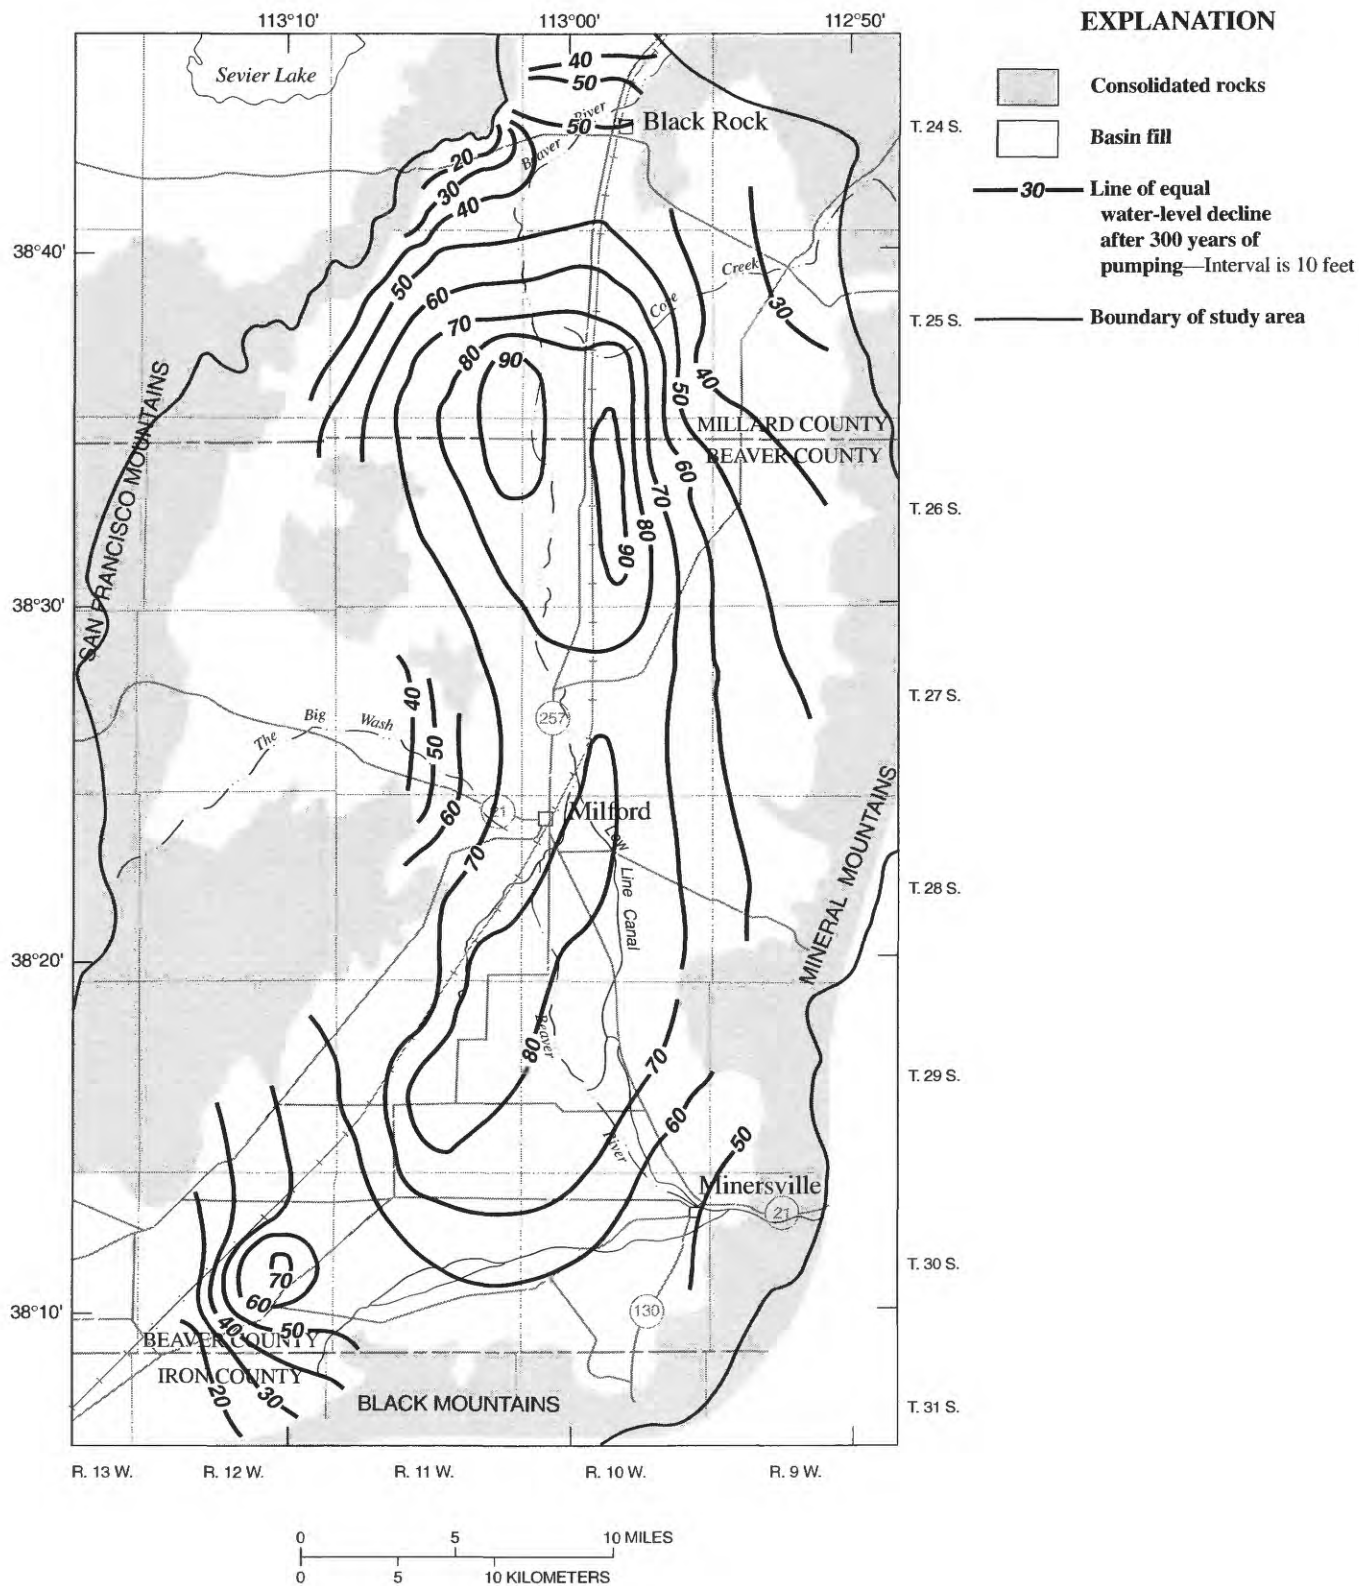 113°10'
113°00'
112°50'
EXPLANATION
Consolidated rocks
Basin fill
30
Line of equal
water-level decline
after 300 years of
pumping—Interval is 10 feet
Boundary of study area
Sevier Lake
40
50
River
50
Black Rock
Beaver
20
30
40
T. 24 S.
38°40'
50
60
70
80
90
Creek
Cove
30
T. 25 S.
40
50
SAN FRANCISCO MOUNTAINS
MILLARD COUNTY
BEAVER COUNTY
60
70
80
90
T. 26 S.
38°30'
40
50
60
The Big Wash
257
T. 27 S.
21
Milford
70
Low Line Canal
MINERAL MOUNTAINS
T. 28 S.
38°20'
80
Beaver
River
70
60
50
T. 29 S.
Minersville
21
70
60
50
40
130
T. 30 S.
38°10'
BEAVER COUNTY
IRON COUNTY
20
30
BLACK MOUNTAINS
T. 31 S.
R. 13 W.
R. 12 W.
R. 11 W.
R. 10 W.
R. 9 W.
0 5 10 MILES
0 5 10 KILOMETERS